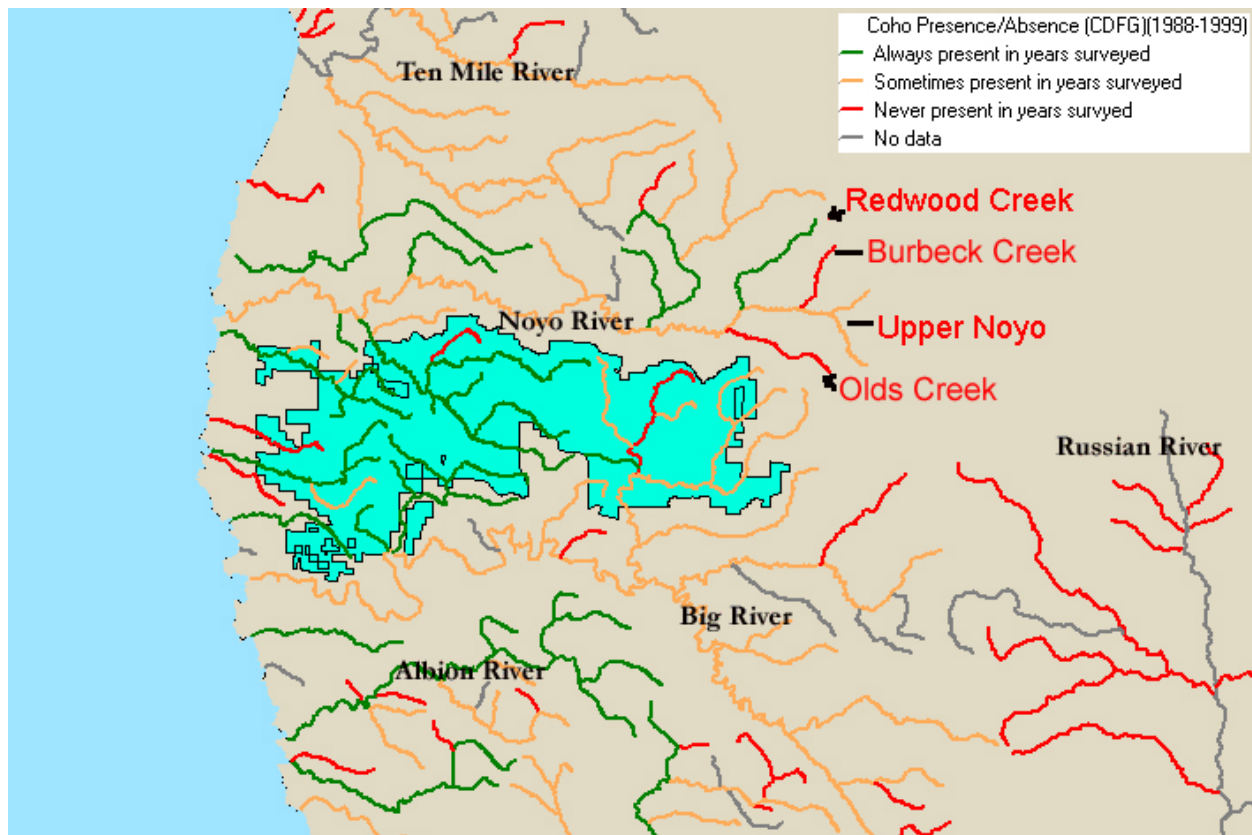 Coho Presence/Absence (CDFG)(1988-1999)
Always present in years surveyed
Sometimes present in years surveyed
Never present in years survyed
No data
Ten Mile River
Redwood Creek
Burbeck Creek
Noyo River
Upper Noyo
Olds Creek
Russian River
Big River
Albion River